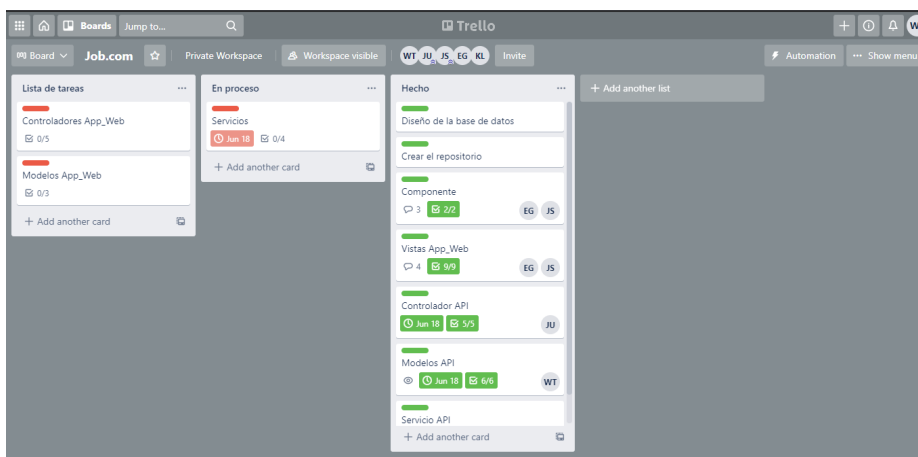 Boards
Jump to...
Trello
Board
Job.com
Private Workspace
Workspace visible
WT JU JS EG KL
Invite
Automation
... Show menu
Lista de tareas ...
Controladores App_Web
0/5
Modelos App_Web
0/3
+ Add another card
En proceso ...
Servicios
Jun 18 0/4
+ Add another card
Hecho ...
Diseño de la base de datos
Crear el repositorio
Componente
3 2/2 EG JS
Vistas App_Web
4 9/9 EG JS
Controlador API
Jun 18 5/5 JU
Modelos API
Jun 18 6/6 WT
Servicio API
+ Add another card
+ Add another list